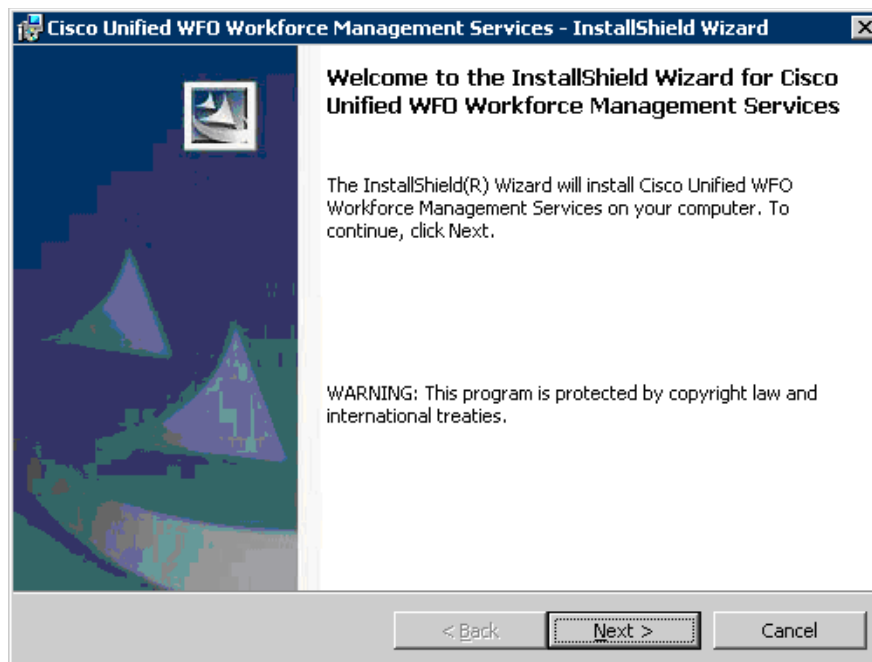 Cisco Unified WFO Workforce Management Services - InstallShield Wizard
Welcome to the InstallShield Wizard for Cisco
Unified WFO Workforce Management Services
The InstallShield(R) Wizard will install Cisco Unified WFO
Workforce Management Services on your computer. To
continue, click Next.
WARNING: This program is protected by copyright law and
international treaties.
< Back
Next >
Cancel